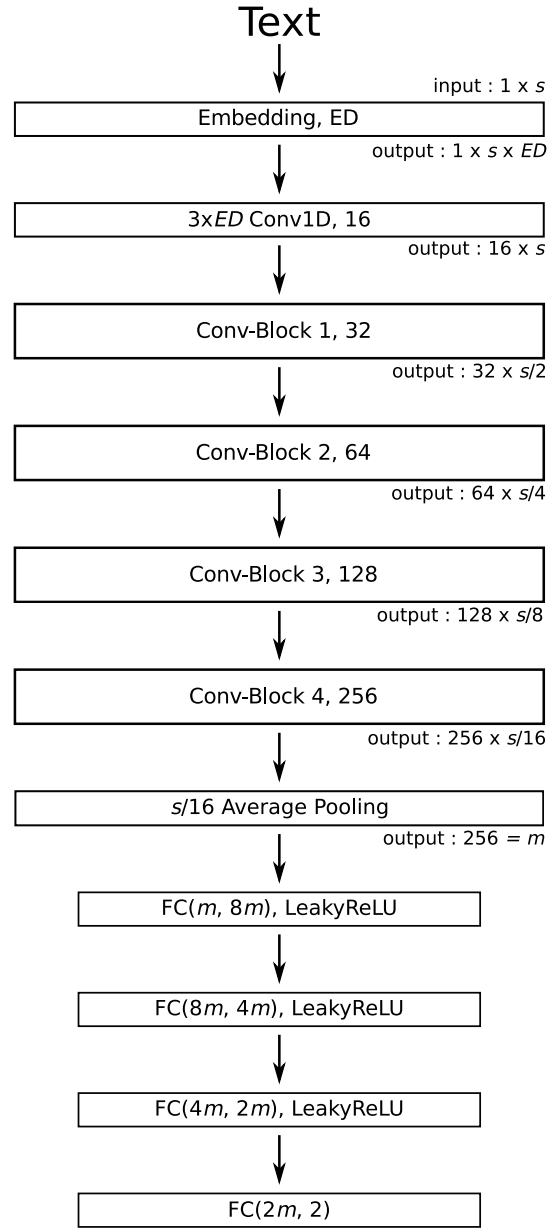 Text
input : 1 x s
Embedding, ED
output : 1 x s x ED
3xED Conv1D, 16
output : 16 x s
Conv-Block 1, 32
output : 32 x s/2
Conv-Block 2, 64
output : 64 x s/4
Conv-Block 3, 128
output : 128 x s/8
Conv-Block 4, 256
output : 256 x s/16
s/16 Average Pooling
output : 256 = m
FC(m, 8m), LeakyReLU
FC(8m, 4m), LeakyReLU
FC(4m, 2m), LeakyReLU
FC(2m, 2)